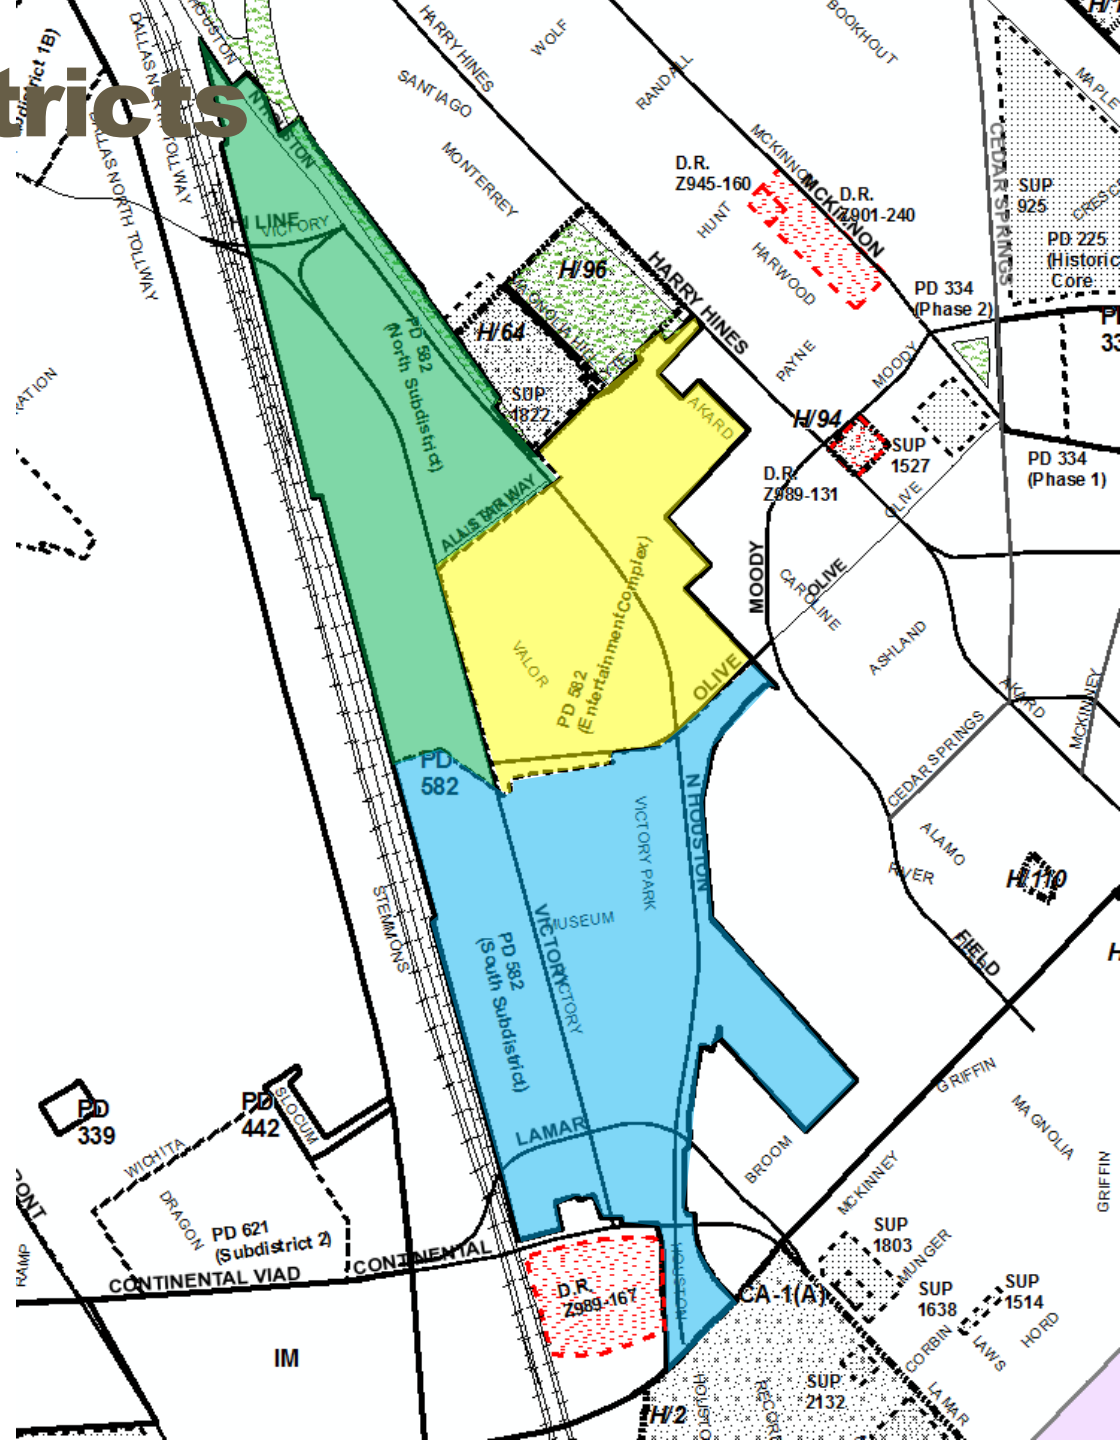 tricts
HOUSTON
DALLAS NORTH TOLLWAY
DALLAS NORTH TOLLWAY
N HOUSTON
HARRY HINES
WOLF
BOOKHOUT
SANTIAGO
RANDALL
MAPLE
MONTERREY
MCKINNON
MCKINNON
D.R.
Z945-160
D.R.
Z901-240
HUNT
HARWOOD
CEDAR SPRINGS
SUP
925
PD 225
(Historic
Core
HI LINE
VICTORY
H/96
HARRY HINES
PD 334
(Phase 2)
H/64
SUP
1822
PAYNE
MOODY
AKARD
H/94
SUP
1527
D.R.
Z989-131
PD 334
(Phase 1)
OLIVE
PD 582
(North Subdistrict)
ALL STAR WAY
MOODY
CAROLINE
OLIVE
VALOR
PD 582
(Entertainment Complex)
OLIVE
ASHLAND
AKARD
MCKINNEY
CEDAR SPRINGS
PD
582
N HOUSTON
VICTORY PARK
ALAMO
RIVER
H/110
STEMMONS
MUSEUM
VICTORY
VICTORY
PD 582
(South Subdistrict)
FIELD
GRIFFIN
MAGNOLIA
GRIFFIN
PD
339
PD
442
SLOCUM
WICHITA
DRAGON
LAMAR
BROOM
MCKINNEY
PD 621
(Subdistrict 2)
RAMP
CONTINENTAL VIAD
CONTINENTAL
D.R.
Z989-167
HOUSTON
CA-1(A)
SUP
1803
MUNGER
SUP
1638
SUP
1514
HORD
CORBIN
LAWS
LAMAR
IM
SUP
2132
H/2